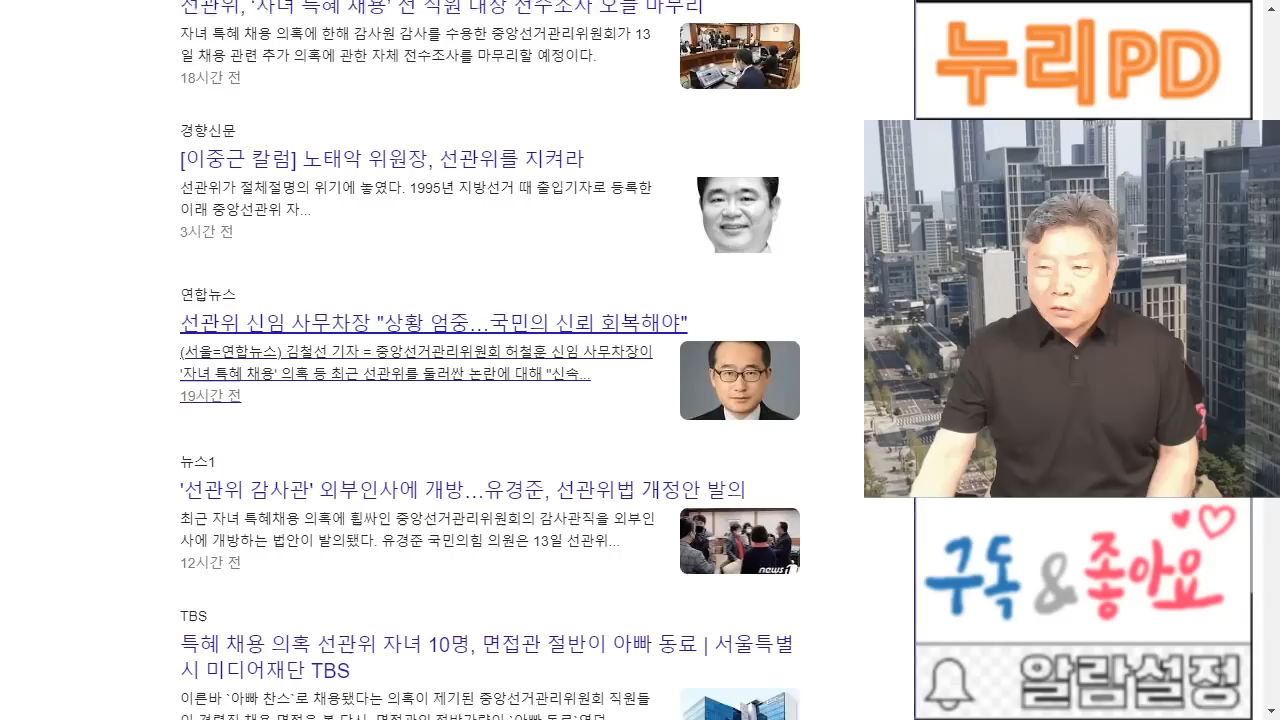 선관위, ‘자녀 특혜 채용’ 전 직원 대상 전수조사 오늘 마무리
자녀 특혜 채용 의혹에 한해 감사원 감사를 수용한 중앙선거관리위원회가 13
일 채용 관련 추가 의혹에 관한 자체 전수조사를 마무리할 예정이다.
18시간 전
경향신문
[이중근 칼럼] 노태악 위원장, 선관위를 지켜라
선관위가 절체절명의 위기에 놓였다. 1995년 지방선거 때 출입기자로 등록한
이래 중앙선관위 자...
3시간 전
연합뉴스
선관위 신임 사무차장 "상황 엄중…국민의 신뢰 회복해야"
(서울=연합뉴스) 김철선 기자 = 중앙선거관리위원회 허철훈 신임 사무차장이
'자녀 특혜 채용' 의혹 등 최근 선관위를 둘러싼 논란에 대해 "신속...
19시간 전
뉴스1
'선관위 감사관' 외부인사에 개방…유경준, 선관위법 개정안 발의
최근 자녀 특혜채용 의혹에 휩싸인 중앙선거관리위원회의 감사관직을 외부인
사에 개방하는 법안이 발의됐다. 유경준 국민의힘 의원은 13일 선관위...
12시간 전
news1
TBS
특혜 채용 의혹 선관위 자녀 10명, 면접관 절반이 아빠 동료 | 서울특별
시 미디어재단 TBS
이른바 `아빠 찬스`로 채용됐다는 의혹이 제기된 중앙선거관리위원회 직원들
누리PD
구독 & 좋아요
알람설정